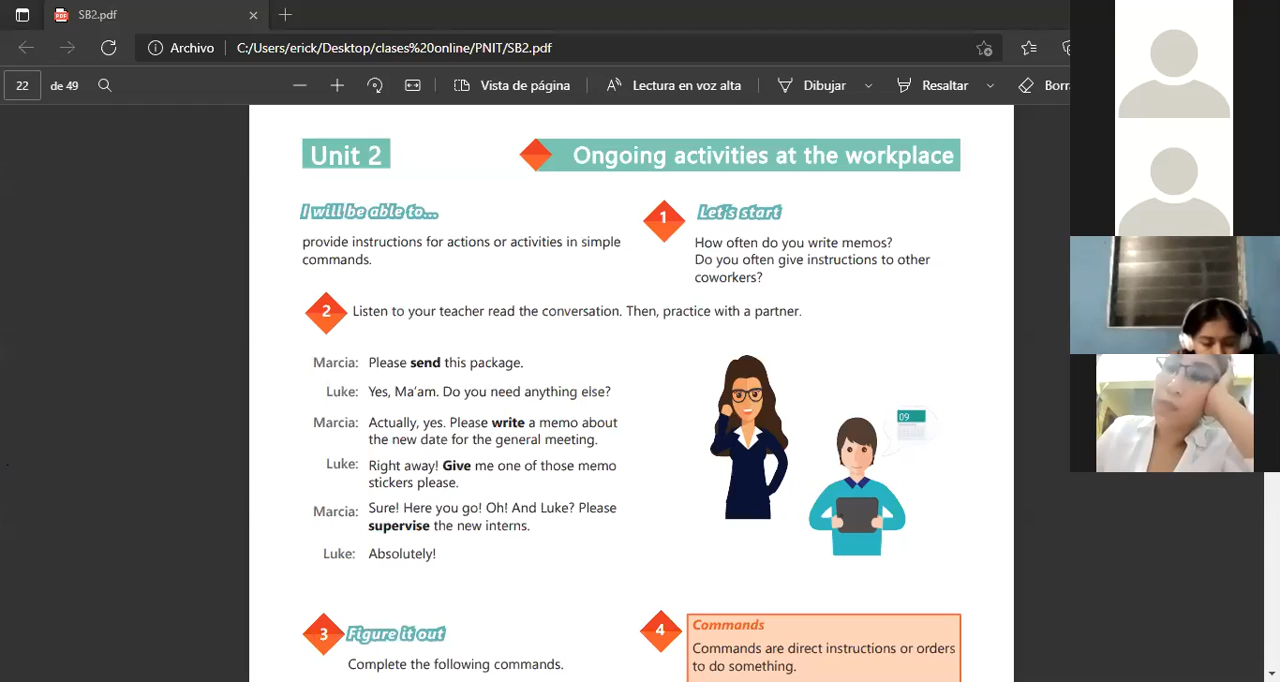 SB2.pdf
Archivo
C:/Users/erick/Desktop/clases%20online/PNIT/SB2.pdf
22 de 49
Vista de página
Lectura en voz alta
Dibujar
Resaltar
Borr
Unit 2
Ongoing activities at the workplace
I will be able to...
provide instructions for actions or activities in simple
commands.
1
Let's start
How often do you write memos?
Do you often give instructions to other
coworkers?
2
Listen to your teacher read the conversation. Then, practice with a partner.
Marcia: Please send this package.
Luke: Yes, Ma'am. Do you need anything else?
Marcia: Actually, yes. Please write a memo about
the new date for the general meeting.
Luke: Right away! Give me one of those memo
stickers please.
Marcia: Sure! Here you go! Oh! And Luke? Please
supervise the new interns.
Luke: Absolutely!
09
3
Figure it out
Complete the following commands.
4
Commands
Commands are direct instructions or orders
to do something.